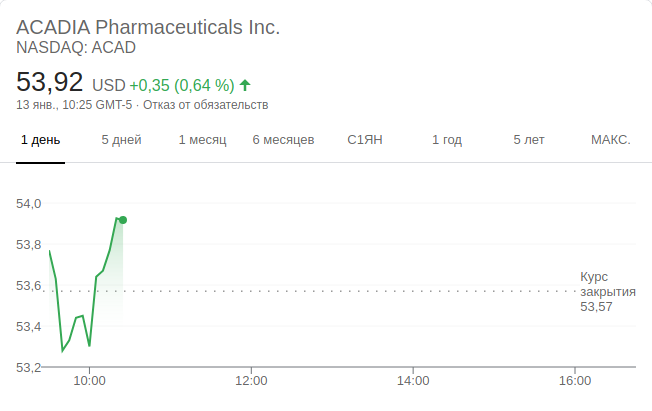 ACADIA Pharmaceuticals Inc.
NASDAQ: ACAD
53,92 USD +0,35 (0,64 %)
13 янв., 10:25 GMT-5 · Отказ от обязательств
1 день 5 дней 1 месяц 6 месяцев С1ЯН 1 год 5 лет МАКС.
54,0
53,8
53,6
53,4
53,2
Курс
закрытия
53,57
10:00 12:00 14:00 16:00